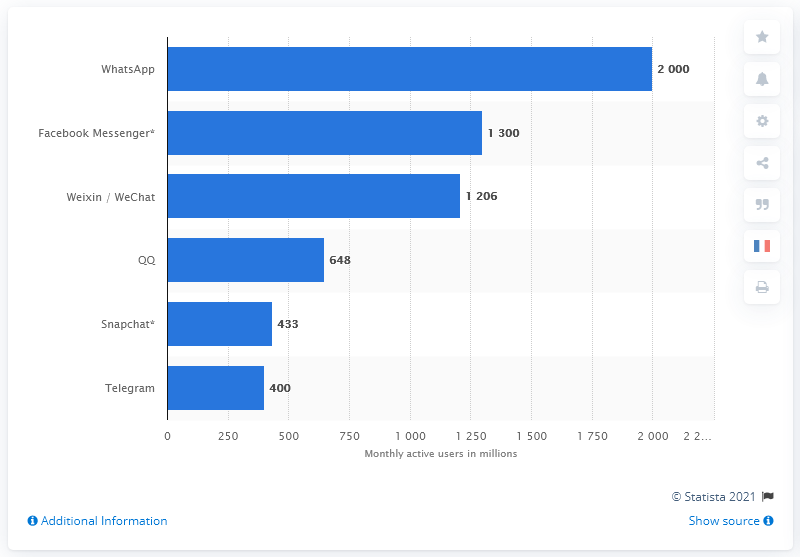 WhatsApp 2 000
Facebook Messenger* 1 300
Weixin / WeChat 1 206
QQ 648
Snapchat* 433
Telegram 400
0 250 500 750 1 000 1 250 1 500 1 750 2 000 2 2...
Monthly active users in millions
© Statista 2021
Additional Information Show source